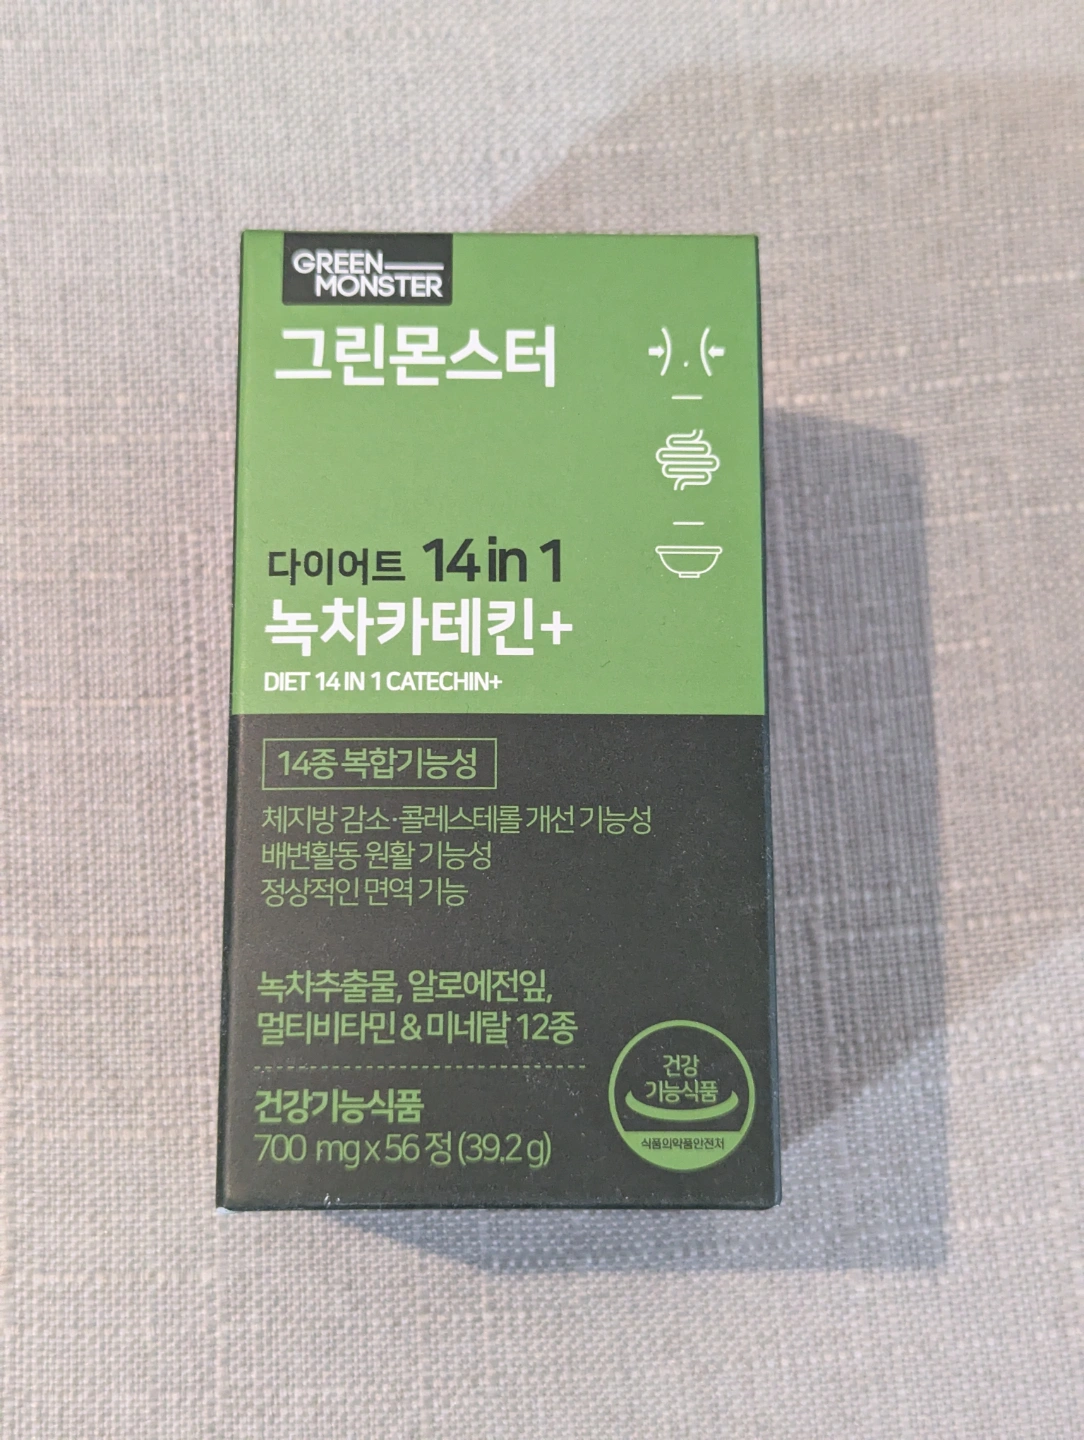 GREEN
MONSTER
그린몬스터
다이어트 14 in 1
녹차카테킨+
DIET 14 IN 1 CATECHIN+
14종 복합기능성
체지방 감소·콜레스테롤 개선 기능성
배변활동 원활 기능성
정상적인 면역 기능
녹차추출물, 알로에전잎,
멀티비타민 & 미네랄 12종
건강기능식품
700 mg x 56 정 (39.2 g)
건강
기능식품
식품의약품안전처